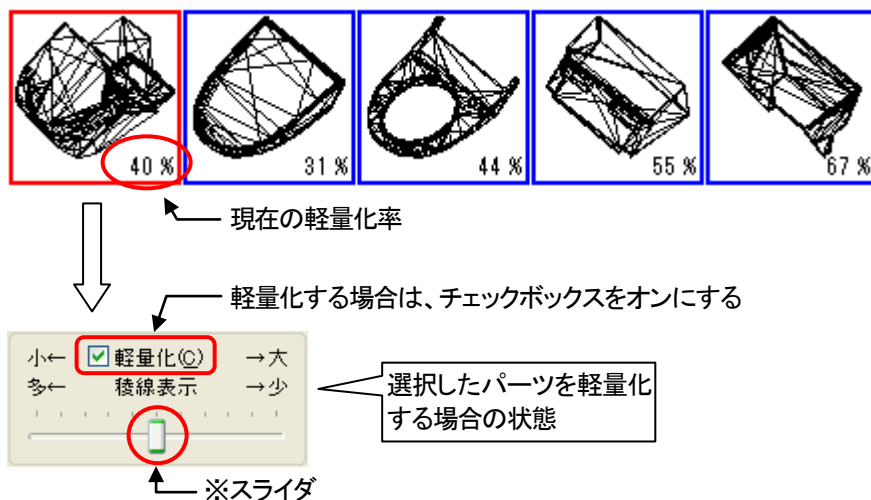 40 %
31 %
44 %
55 %
67 %
現在の軽量化率
軽量化する場合は、チェックボックスをオンにする
小← 軽量化(C) →大
多← 稜線表示 →少
選択したパーツを軽量化
する場合の状態
※スライダ